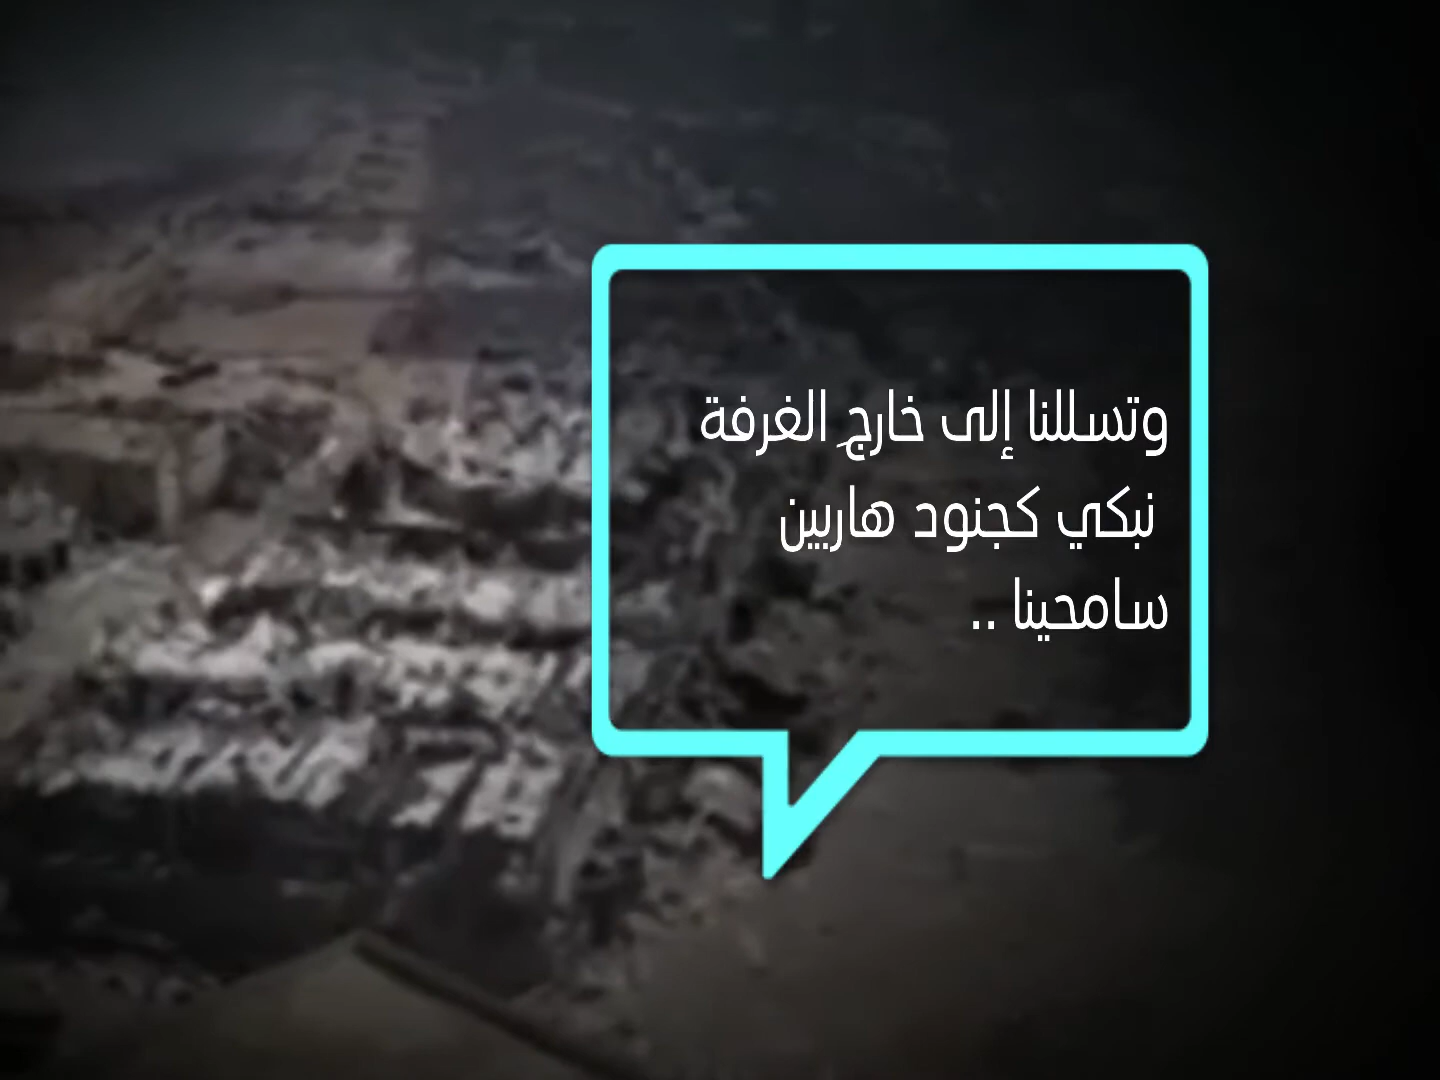 وتسللنا إلى خارج الغرفة
نبكي كجنود هاربين
سامحينا ..